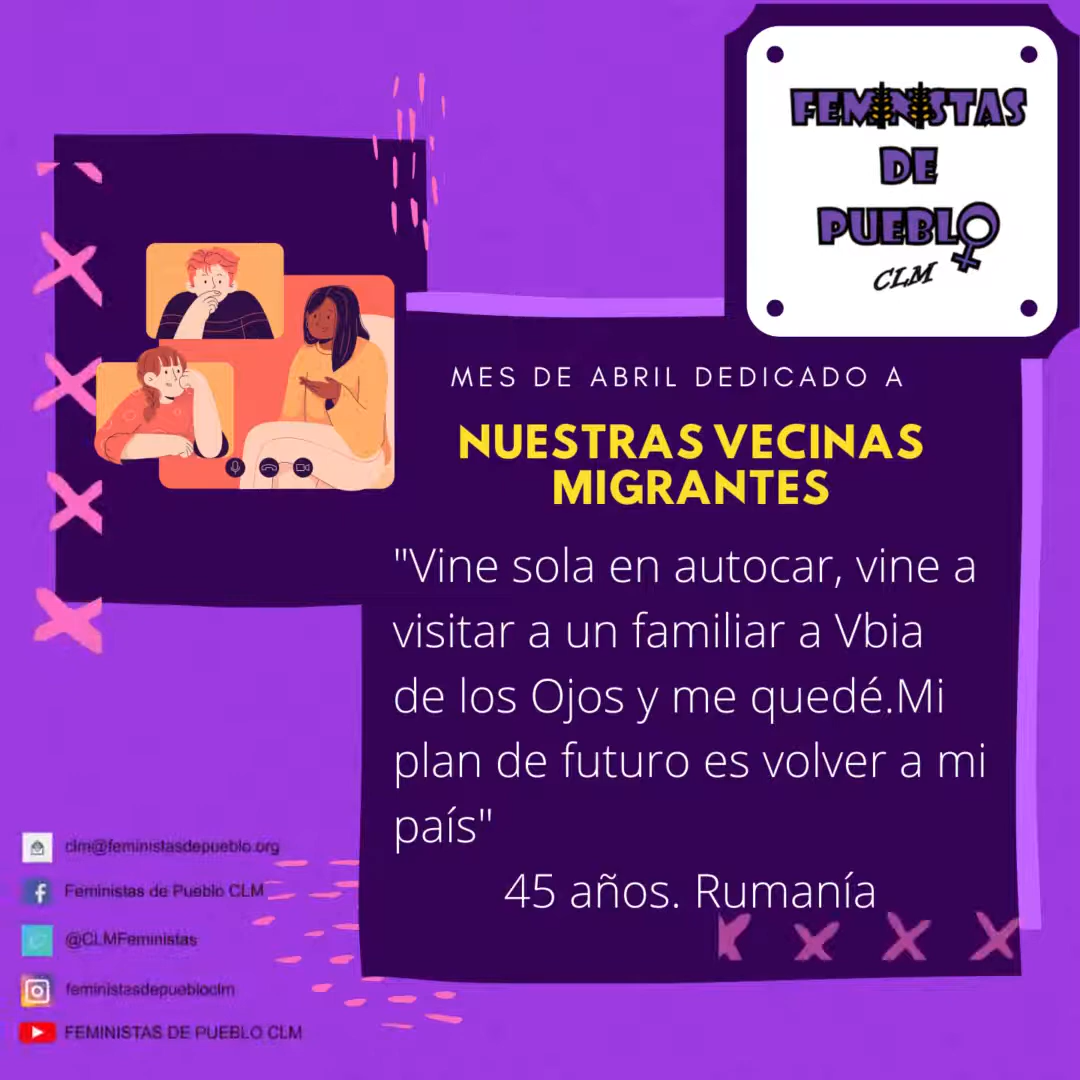 FEMINISTAS
DE
PUEBLO
CLM
MES DE ABRIL DEDICADO A
NUESTRAS VECINAS
MIGRANTES
"Vine sola en autocar, vine a
visitar a un familiar a Vbia
de los Ojos y me quedé.Mi
plan de futuro es volver a mi
país"
45 años. Rumanía
clm@feministasdepueblo.org
Feministas de Pueblo CLM
@CLMFeministas
feministasdepuebloclm
FEMINISTAS DE PUEBLO CLM